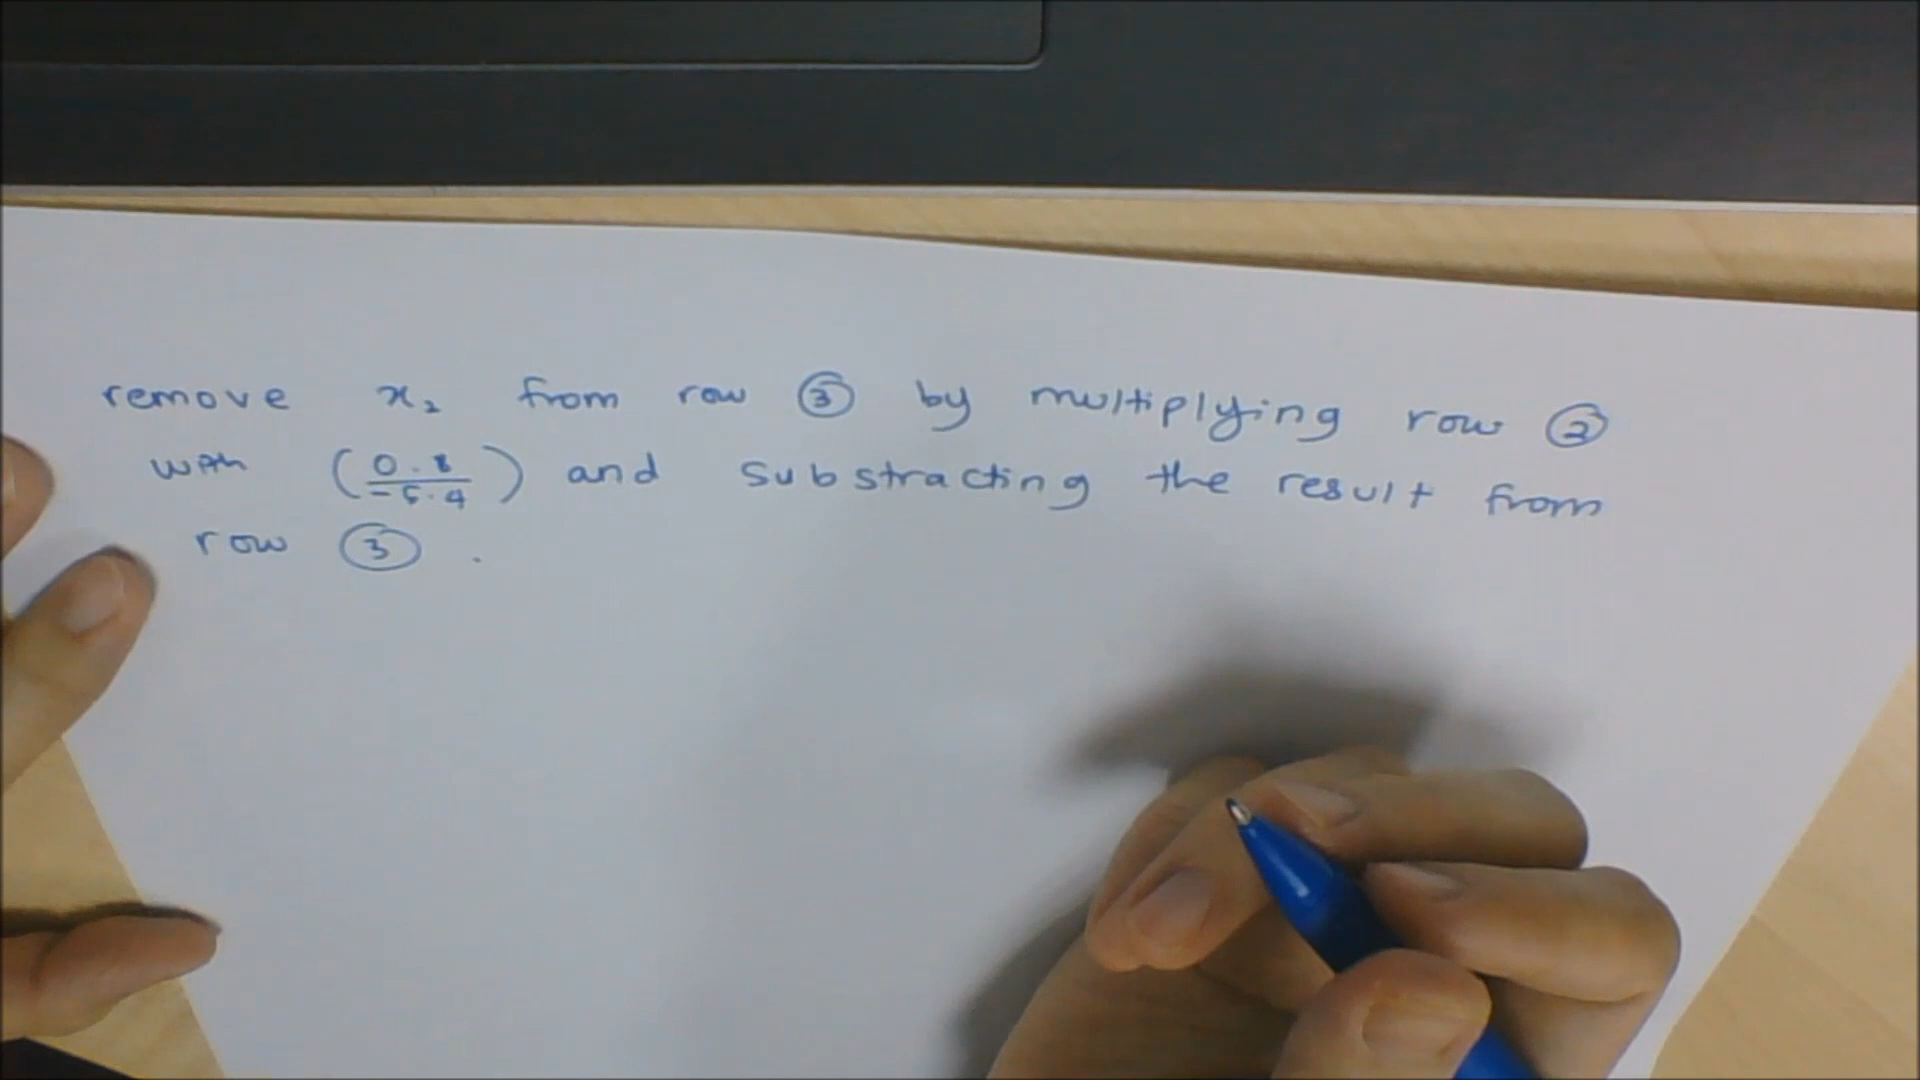 remove x₂ from row ③ by multiplying row ②
with (0.8/-5.4) and substracting the result from
row ③ .